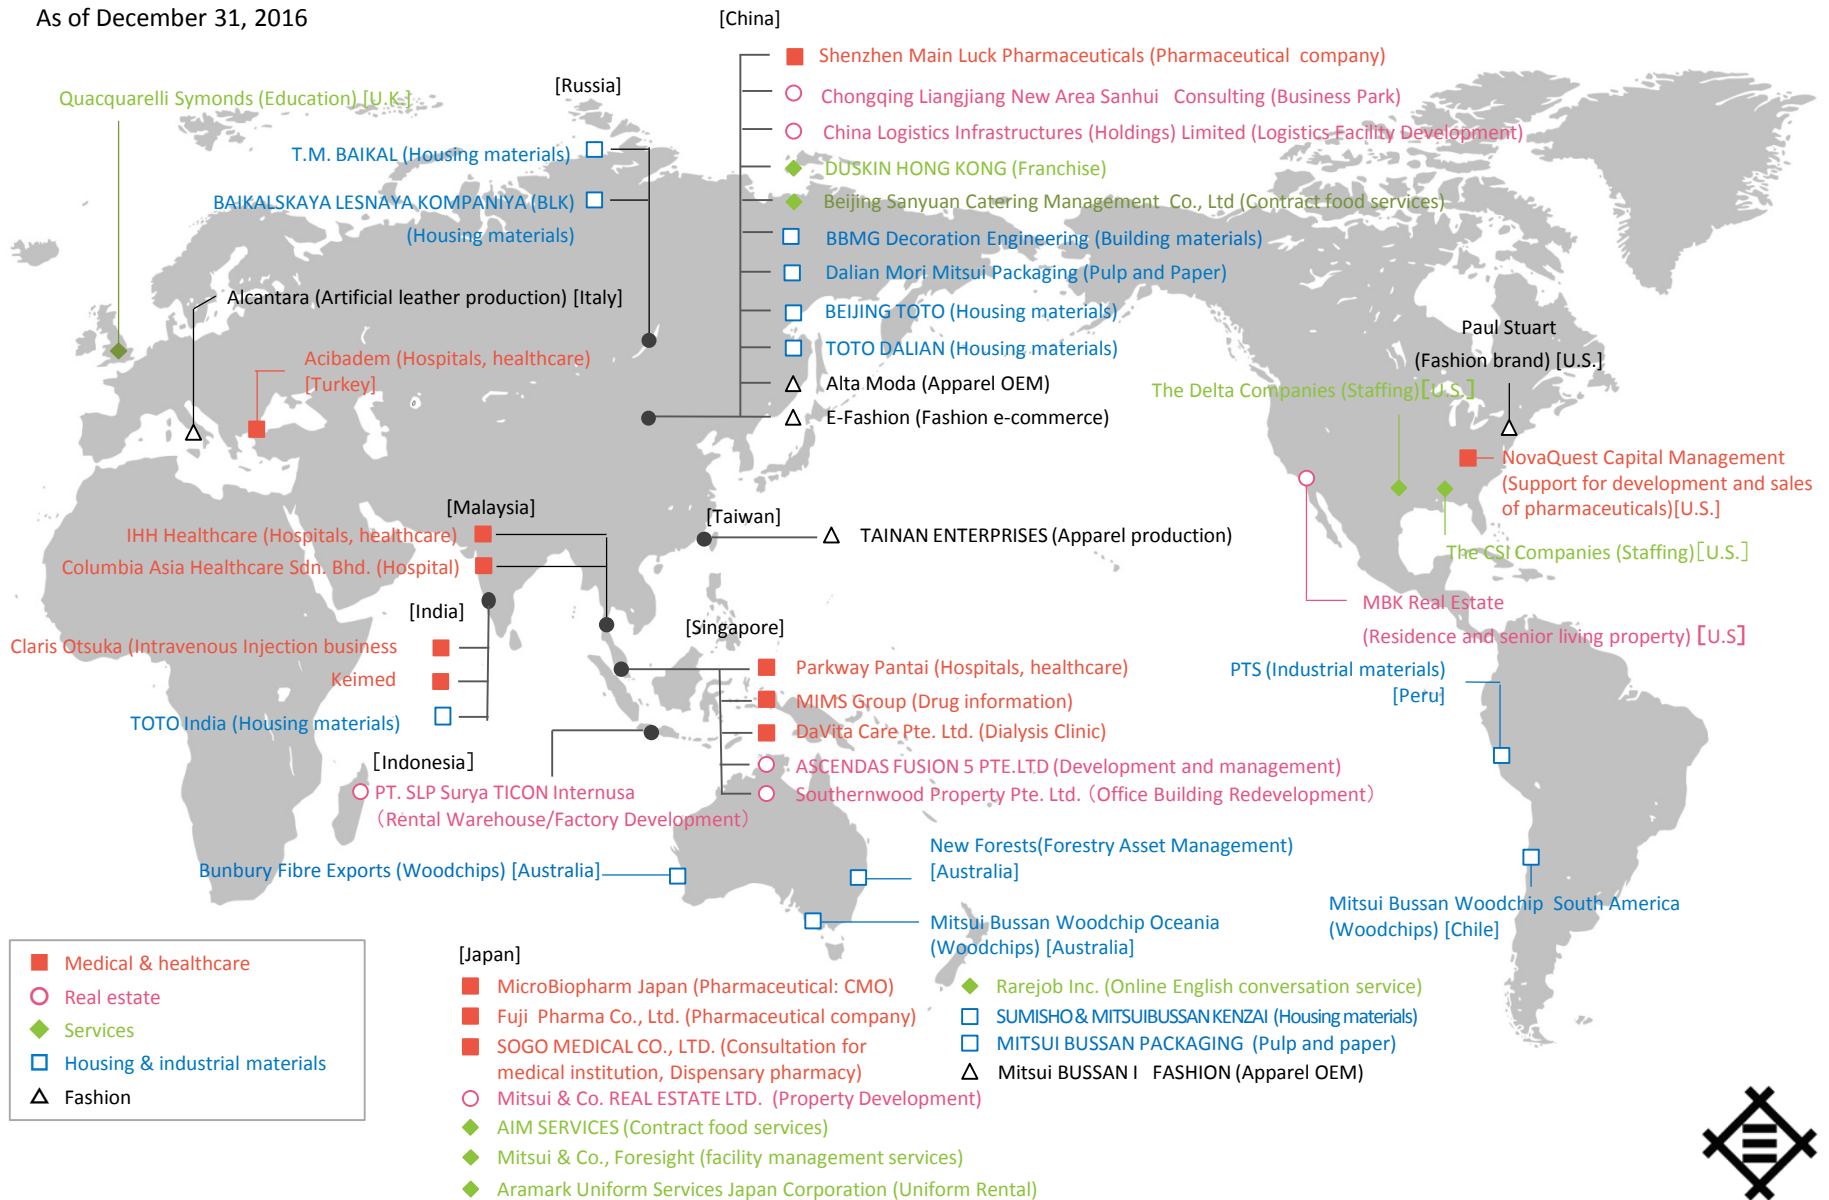 As of December 31, 2016
[China]
Shenzhen Main Luck Pharmaceuticals (Pharmaceutical company)
Chongqing Liangjiang New Area Sanhui Consulting (Business Park)
China Logistics Infrastructures (Holdings) Limited (Logistics Facility Development)
DUSKIN HONG KONG (Franchise)
Beijing Sanyuan Catering Management Co., Ltd (Contract food services)
BBMG Decoration Engineering (Building materials)
Dalian Mori Mitsui Packaging (Pulp and Paper)
BEIJING TOTO (Housing materials)
TOTO DALIAN (Housing materials)
Alta Moda (Apparel OEM)
E-Fashion (Fashion e-commerce)
[Russia]
T.M. BAIKAL (Housing materials)
BAIKALSKAYA LESNAYA KOMPANIYA (BLK)
(Housing materials)
Quacquarelli Symonds (Education) [U.K.]
Alcantara (Artificial leather production) [Italy]
Acibadem (Hospitals, healthcare)
[Turkey]
Paul Stuart
(Fashion brand) [U.S.]
The Delta Companies (Staffing)[U.S.]
NovaQuest Capital Management
(Support for development and sales
of pharmaceuticals)[U.S.]
The CSI Companies (Staffing)[U.S.]
MBK Real Estate
(Residence and senior living property) [U.S]
[Malaysia]
IHH Healthcare (Hospitals, healthcare)
Columbia Asia Healthcare Sdn. Bhd. (Hospital)
[Taiwan]
TAINAN ENTERPRISES (Apparel production)
[India]
Claris Otsuka (Intravenous Injection business
Keimed
TOTO India (Housing materials)
[Singapore]
Parkway Pantai (Hospitals, healthcare)
MIMS Group (Drug information)
DaVita Care Pte. Ltd. (Dialysis Clinic)
ASCENDAS FUSION 5 PTE.LTD (Development and management)
Southernwood Property Pte. Ltd.（Office Building Redevelopment）
PTS (Industrial materials)
[Peru]
[Indonesia]
PT. SLP Surya TICON Internusa
（Rental Warehouse/Factory Development）
Bunbury Fibre Exports (Woodchips) [Australia]
New Forests(Forestry Asset Management)
[Australia]
Mitsui Bussan Woodchip Oceania
(Woodchips) [Australia]
Mitsui Bussan Woodchip South America
(Woodchips) [Chile]
Medical & healthcare
Real estate
Services
Housing & industrial materials
Fashion
[Japan]
MicroBiopharm Japan (Pharmaceutical: CMO)
Fuji Pharma Co., Ltd. (Pharmaceutical company)
SOGO MEDICAL CO., LTD. (Consultation for
medical institution, Dispensary pharmacy)
Mitsui & Co. REAL ESTATE LTD. (Property Development)
AIM SERVICES (Contract food services)
Mitsui & Co., Foresight (facility management services)
Aramark Uniform Services Japan Corporation (Uniform Rental)
Rarejob Inc. (Online English conversation service)
SUMISHO & MITSUIBUSSAN KENZAI (Housing materials)
MITSUI BUSSAN PACKAGING (Pulp and paper)
Mitsui BUSSAN I FASHION (Apparel OEM)